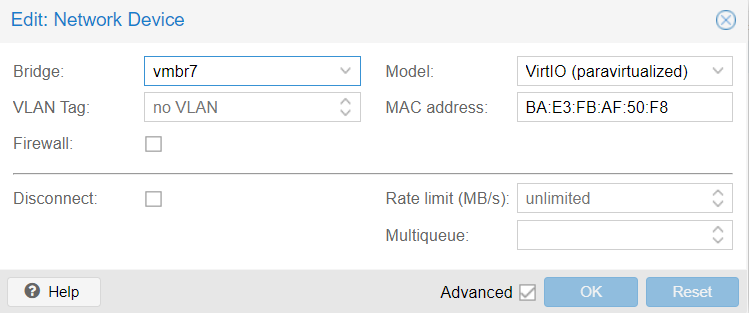 Edit: Network Device
Bridge: vmbr7 Model: VirtIO (paravirtualized)
VLAN Tag: no VLAN MAC address: BA:E3:FB:AF:50:F8
Firewall:
Disconnect: Rate limit (MB/s): unlimited
Multiqueue:
Help Advanced OK Reset